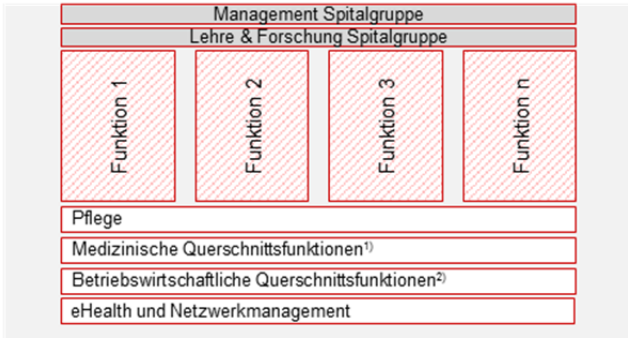 Management Spitalgruppe
Lehre & Forschung Spitalgruppe
Funktion 1
Funktion 2
Funktion 3
Funktion n
Pflege
Medizinische Querschnittsfunktionen¹⁾
Betriebswirtschaftliche Querschnittsfunktionen²⁾
eHealth und Netzwerkmanagement